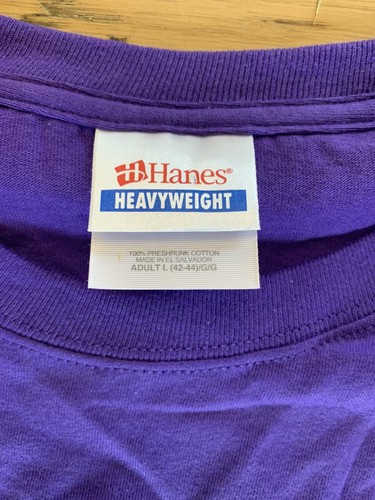 Hanes®
HEAVYWEIGHT
100% PRESHRUNK COTTON
MADE IN EL SALVADOR
ADULT L (42-44)/G/G